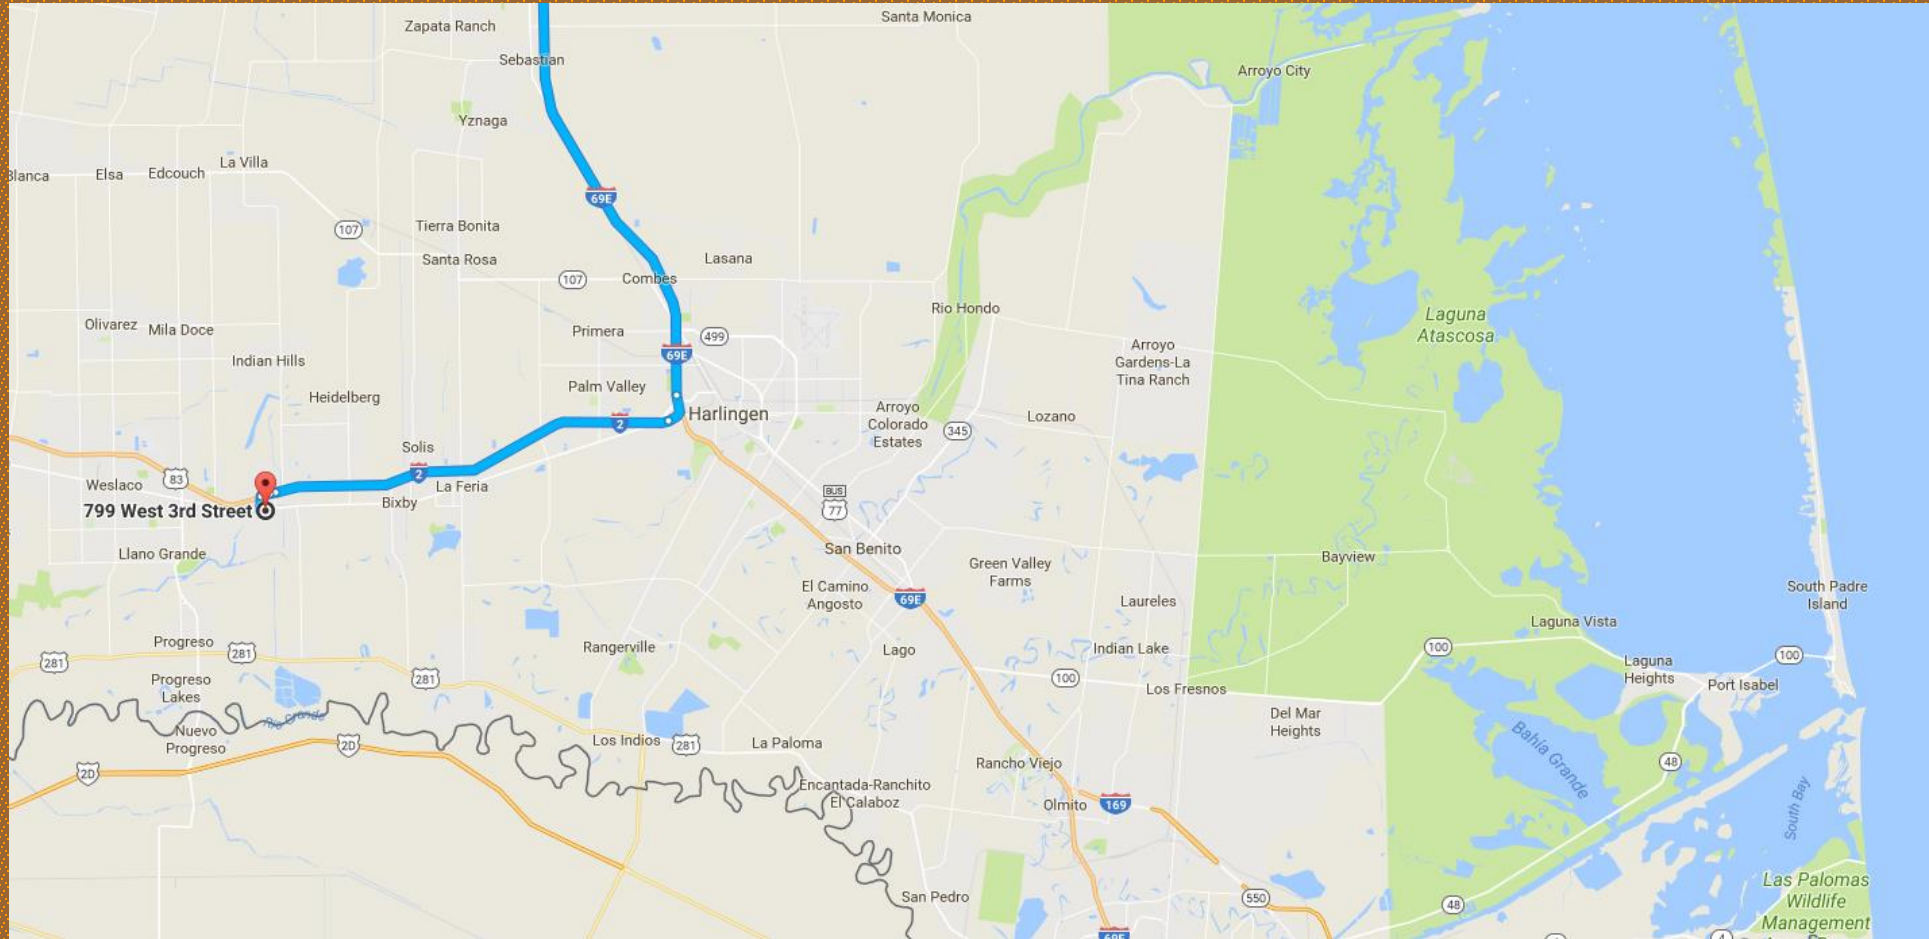 Santa Monica
Zapata Ranch
Sebastian
Arroyo City
Yznaga
La Villa
Blanca
Elsa
Edcouch
69E
107
Tierra Bonita
Santa Rosa
Lasana
107
Combes
Rio Hondo
Laguna
Atascosa
Olivarez
Mila Doce
Primera
499
69E
Arroyo
Gardens-La
Tina Ranch
Indian Hills
Palm Valley
Heidelberg
Harlingen
Arroyo
Colorado
Estates
Lozano
2
345
Solis
2
83
Weslaco
La Feria
Bixby
BUS
77
799 West 3rd Street
Llano Grande
San Benito
Bayview
Green Valley
Farms
El Camino
Angosto
69E
Laureles
South Padre
Island
Laguna Vista
Progreso
281
281
Rangerville
Lago
Indian Lake
100
100
Laguna
Heights
281
Progreso
Lakes
100
Los Fresnos
Port Isabel
Rio Grande
Del Mar
Heights
Nuevo
Progreso
2D
2D
Los Indios
281
La Paloma
Rancho Viejo
Bahía Grande
48
Encantada-Ranchito
El Calaboz
Olmito
169
South Bay
San Pedro
550
48
Las Palomas
Wildlife
Management
69E
4